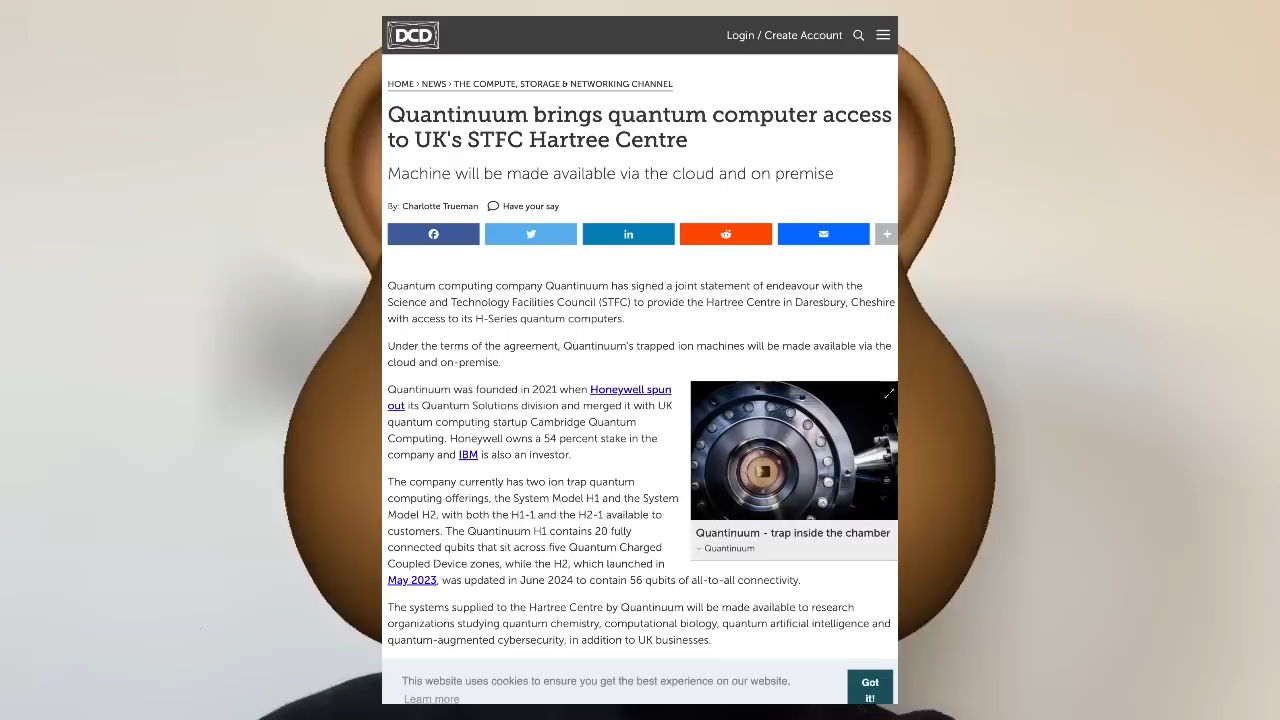 DCD
Login / Create Account
HOME › NEWS › THE COMPUTE, STORAGE & NETWORKING CHANNEL
Quantinuum brings quantum computer access
to UK's STFC Hartree Centre
Machine will be made available via the cloud and on premise
By: Charlotte Trueman Have your say
Quantum computing company Quantinuum has signed a joint statement of endeavour with the
Science and Technology Facilities Council (STFC) to provide the Hartree Centre in Daresbury, Cheshire
with access to its H-Series quantum computers.
Under the terms of the agreement, Quantinuum's trapped ion machines will be made available via the
cloud and on-premise.
Quantinuum was founded in 2021 when Honeywell spun
out its Quantum Solutions division and merged it with UK
quantum computing startup Cambridge Quantum
Computing. Honeywell owns a 54 percent stake in the
company and IBM is also an investor.
The company currently has two ion trap quantum
computing offerings, the System Model H1 and the System
Model H2, with both the H1-1 and the H2-1 available to
customers. The Quantinuum H1 contains 20 fully
connected qubits that sit across five Quantum Charged
Coupled Device zones, while the H2, which launched in
May 2023, was updated in June 2024 to contain 56 qubits of all-to-all connectivity.
Quantinuum - trap inside the chamber
– Quantinuum
The systems supplied to the Hartree Centre by Quantinuum will be made available to research
organizations studying quantum chemistry, computational biology, quantum artificial intelligence and
quantum-augmented cybersecurity, in addition to UK businesses.
This website uses cookies to ensure you get the best experience on our website.
Learn more
Got
it!